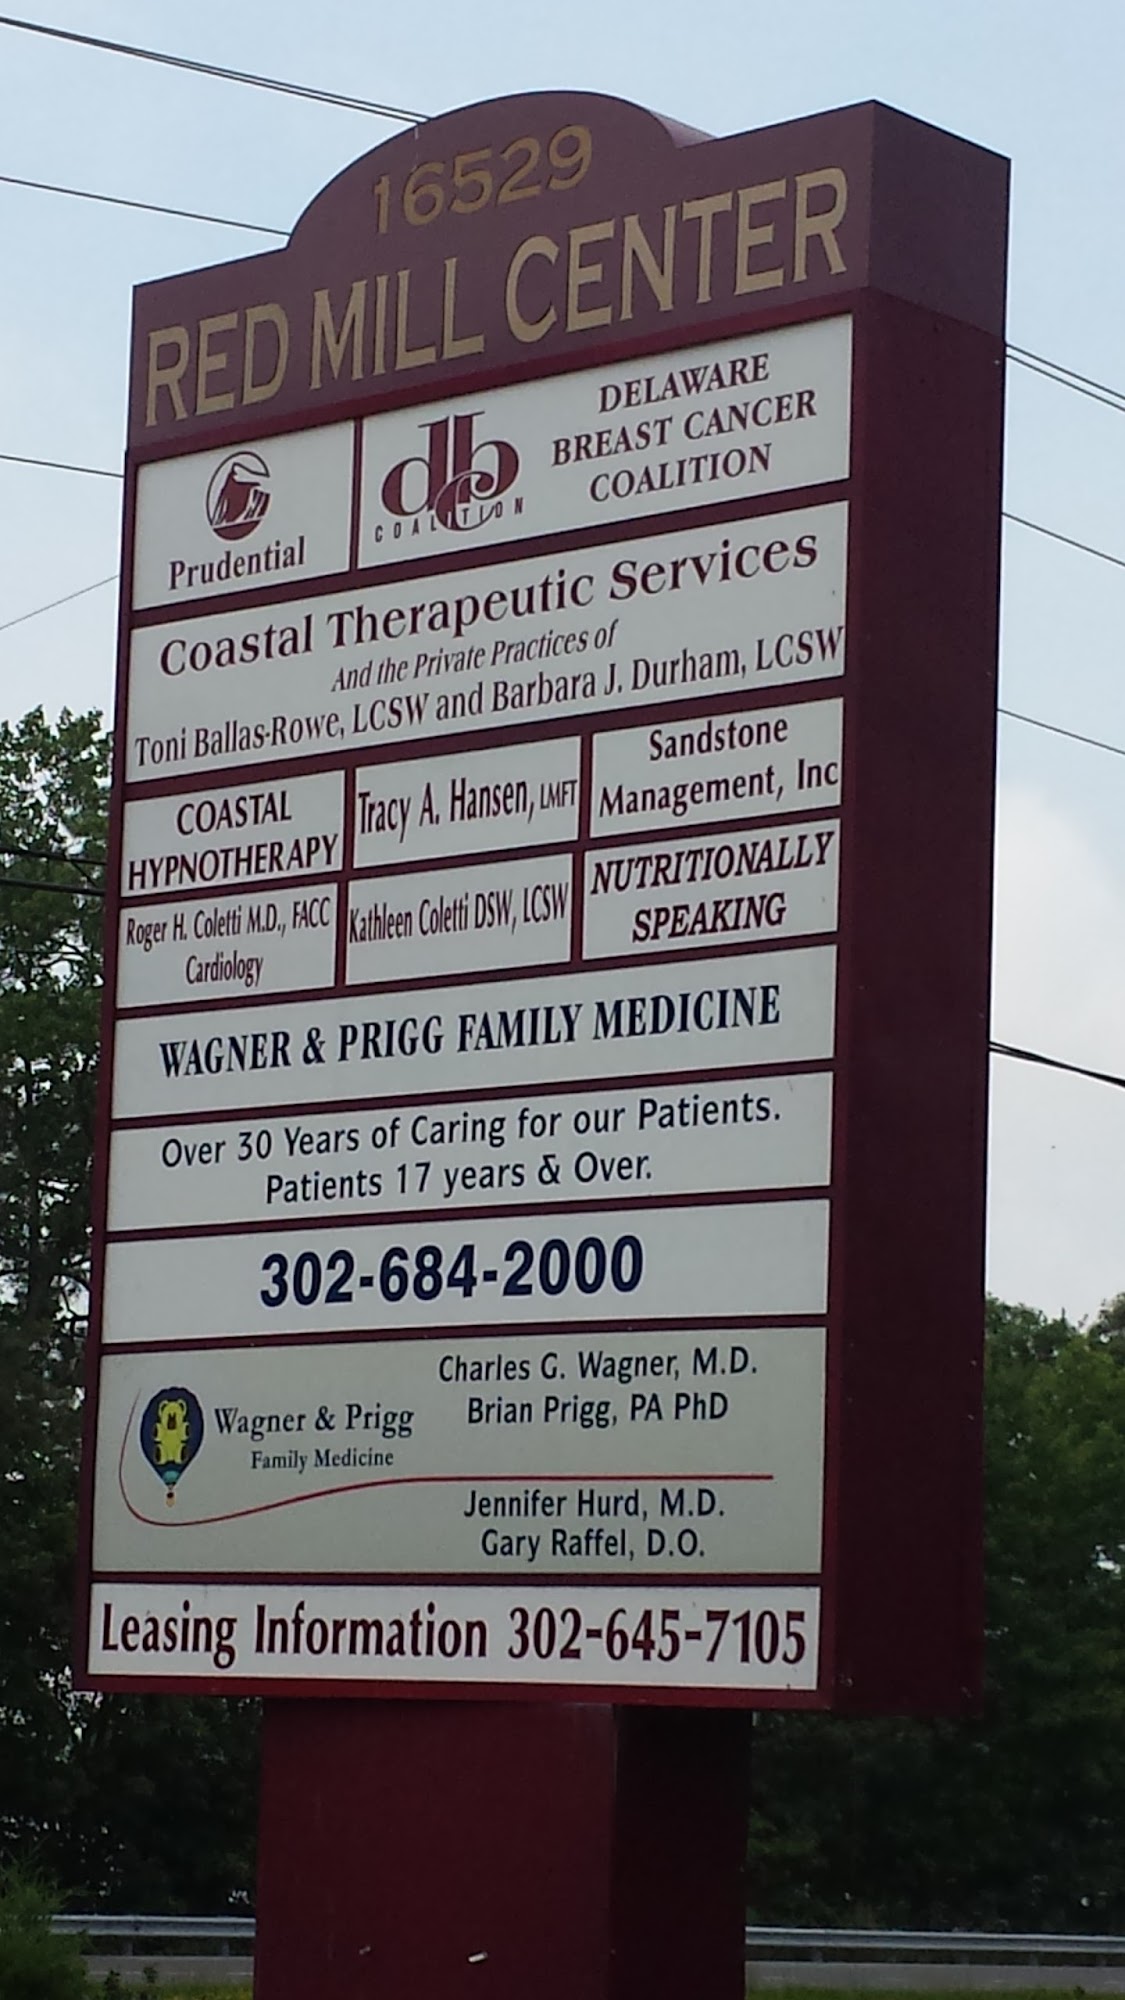 16529
RED MILL CENTER
Prudential
dbc
COALITION
DELAWARE
BREAST CANCER
COALITION
Coastal Therapeutic Services
And the Private Practices of
Toni Ballas-Rowe, LCSW and Barbara J. Durham, LCSW
COASTAL
HYPNOTHERAPY
Tracy A. Hansen, LMFT
Sandstone
Management, Inc
Roger H. Coletti M.D., FACC
Cardiology
Kathleen Coletti DSW, LCSW
NUTRITIONALLY
SPEAKING
WAGNER & PRIGG FAMILY MEDICINE
Over 30 Years of Caring for our Patients.
Patients 17 years & Over.
302-684-2000
Wagner & Prigg
Family Medicine
Charles G. Wagner, M.D.
Brian Prigg, PA PhD
Jennifer Hurd, M.D.
Gary Raffel, D.O.
Leasing Information 302-645-7105